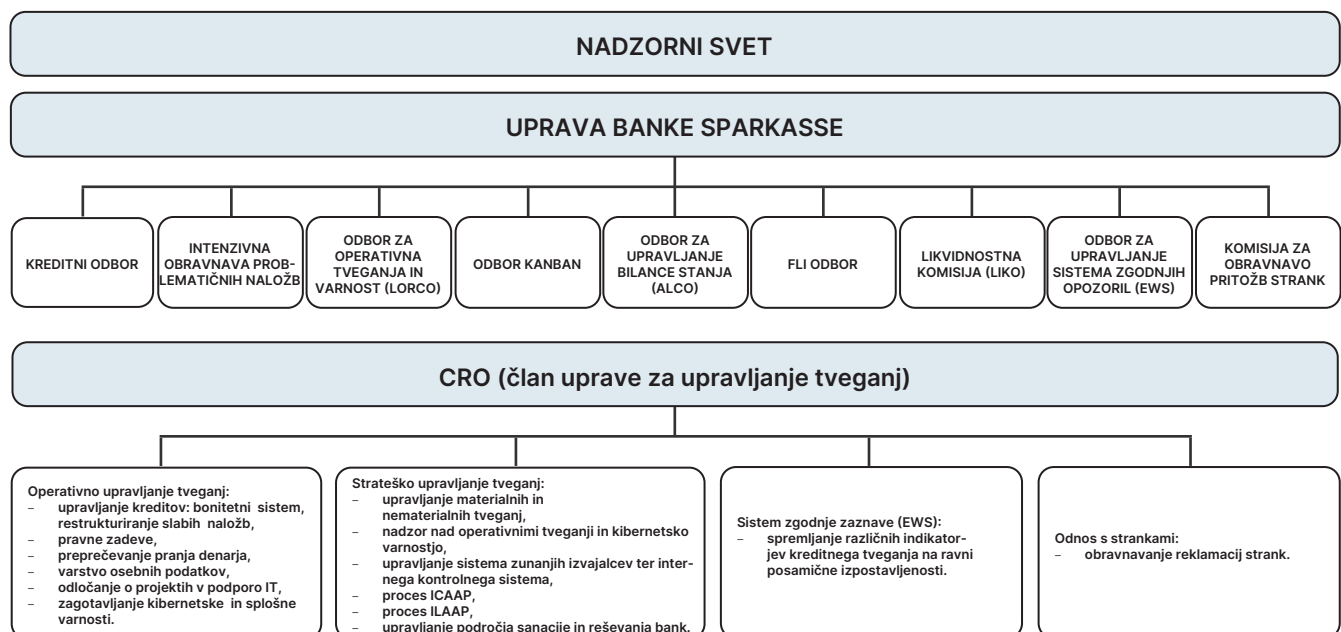 NADZORNI SVET
UPRAVA BANKE SPARKASSE
KREDITNI ODBOR
INTENZIVNA
OBRAVNAVA PROB-
LEMATIČNIH NALOŽB
ODBOR ZA
OPERATIVNA
TVEGANJA IN
VARNOST (LORCO)
ODBOR KANBAN
ODBOR ZA
UPRAVLJANJE
BILANCE STANJA
(ALCO)
FLI ODBOR
LIKVIDNOSTNA
KOMISIJA (LIKO)
ODBOR ZA
UPRAVLJANJE
SISTEMA ZGODNJIH
OPOZORIL (EWS)
KOMISIJA ZA
OBRAVNAVO
PRITOŽB STRANK
CRO (član uprave za upravljanje tveganj)
Operativno upravljanje tveganj:
– upravljanje kreditov: bonitetni sistem,
restrukturiranje slabih naložb,
– pravne zadeve,
– preprečevanje pranja denarja,
– varstvo osebnih podatkov,
– odločanje o projektih v podporo IT,
– zagotavljanje kibernetske in splošne
varnosti.
Strateško upravljanje tveganj:
– upravljanje materialnih in
nematerialnih tveganj,
– nadzor nad operativnimi tveganji in kibernetsko
varnostjo,
– upravljanje sistema zunanjih izvajalcev ter inter-
nega kontrolnega sistema,
– proces ICAAP,
– proces ILAAP,
– upravljanje področja sanacije in reševanja bank.
Sistem zgodnje zaznave (EWS):
– spremljanje različnih indikator-
jev kreditnega tveganja na ravni
posamične izpostavljenosti.
Odnos s strankami:
– obravnavanje reklamacij strank.